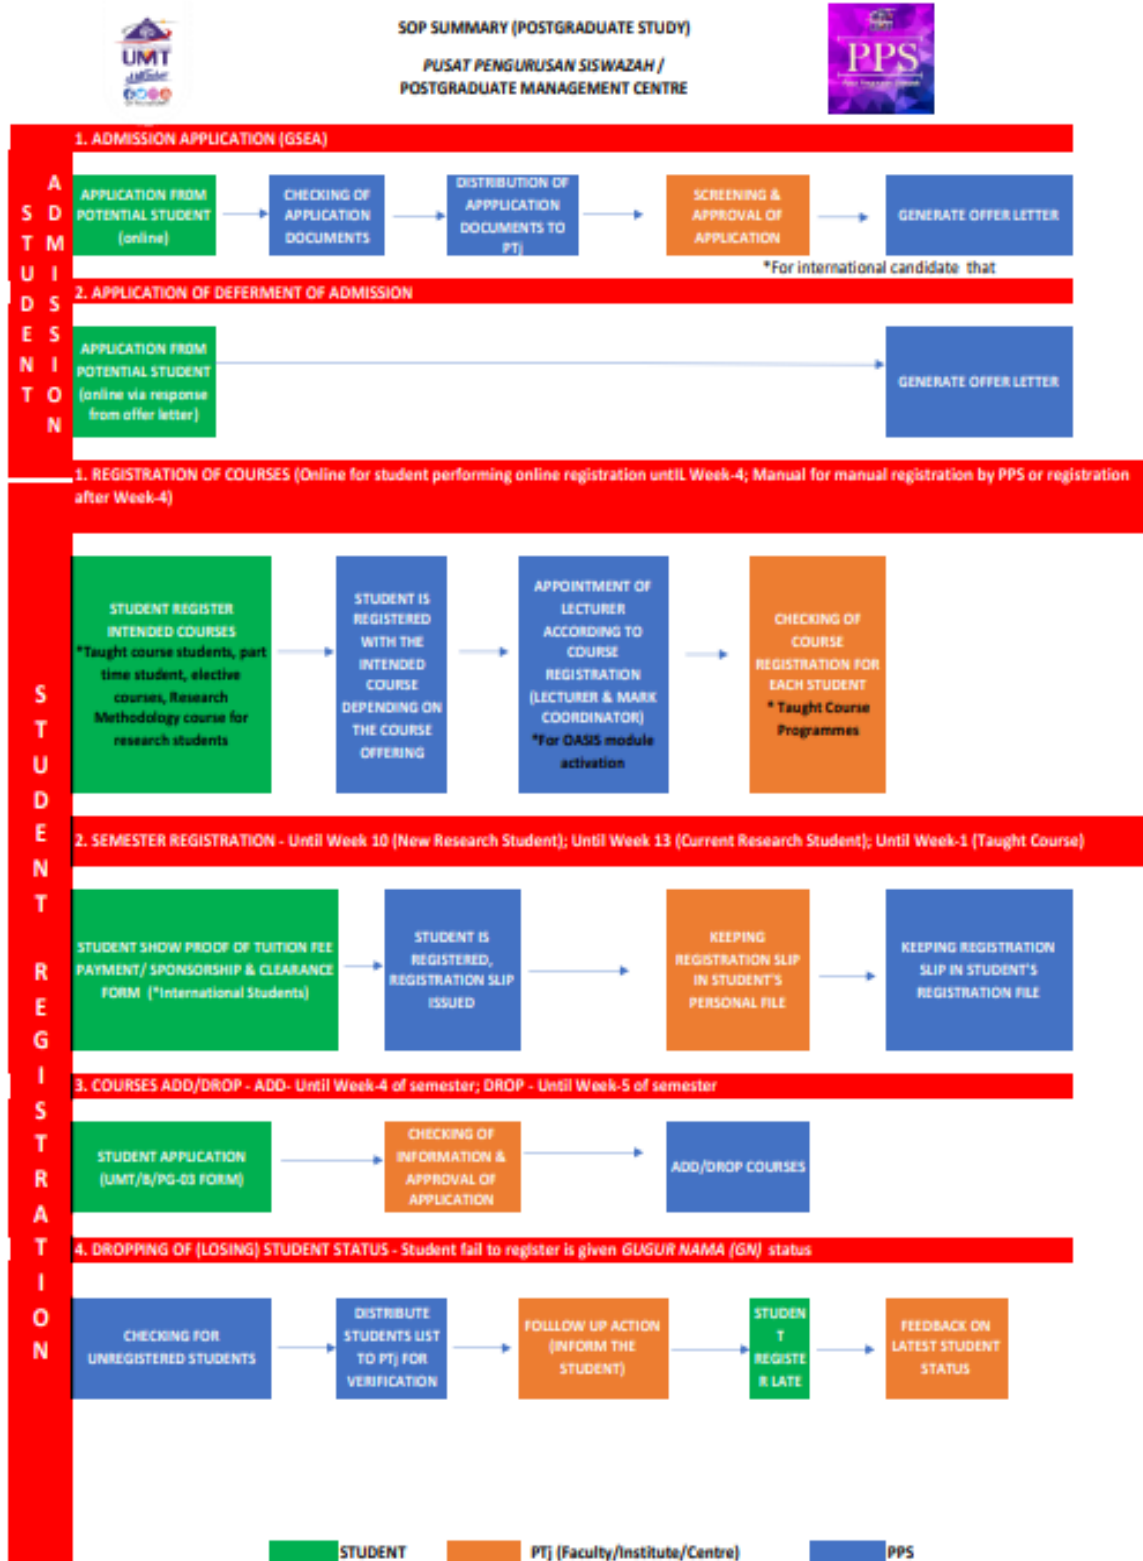 UMT
SOP SUMMARY (POSTGRADUATE STUDY)
PUSAT PENGURUSAN SISWAZAH /
POSTGRADUATE MANAGEMENT CENTRE
PPS
STUDENT
ADMISSION
1. ADMISSION APPLICATION (GSEA)
APPLICATION FROM
POTENTIAL STUDENT
(online)
CHECKING OF
APPLICATION
DOCUMENTS
DISTRIBUTION OF
APPPLICATION
DOCUMENTS TO
PTj
SCREENING &
APPROVAL OF
APPLICATION
GENERATE OFFER LETTER
*For international candidate that
2. APPLICATION OF DEFERMENT OF ADMISSION
APPLICATION FROM
POTENTIAL STUDENT
(online via response
from offer letter)
GENERATE OFFER LETTER
STUDENT REGISTRATION
1. REGISTRATION OF COURSES (Online for student performing online registration untIL Week-4; Manual for manual registration by PPS or registration
after Week-4)
STUDENT REGISTER
INTENDED COURSES
*Taught course students, part
time student, elective
courses, Research
Methodology course for
research students
STUDENT IS
REGISTERED
WITH THE
INTENDED
COURSE
DEPENDING ON
THE COURSE
OFFERING
APPOINTMENT OF
LECTURER
ACCORDING TO
COURSE
REGISTRATION
(LECTURER & MARK
COORDINATOR)
*For OASIS module
activation
CHECKING OF
COURSE
REGISTRATION FOR
EACH STUDENT
* Taught Course
Programmes
2. SEMESTER REGISTRATION - Until Week 10 (New Research Student); Until Week 13 (Current Research Student); Until Week-1 (Taught Course)
STUDENT SHOW PROOF OF TUITION FEE
PAYMENT/ SPONSORSHIP & CLEARANCE
FORM (*International Students)
STUDENT IS
REGISTERED,
REGISTRATION SLIP
ISSUED
KEEPING
REGISTRATION SLIP
IN STUDENT'S
PERSONAL FILE
KEEPING REGISTRATION
SLIP IN STUDENT'S
REGISTRATION FILE
3. COURSES ADD/DROP - ADD- Until Week-4 of semester; DROP - Until Week-5 of semester
STUDENT APPLICATION
(UMT/B/PG-03 FORM)
CHECKING OF
INFORMATION &
APPROVAL OF
APPLICATION
ADD/DROP COURSES
4. DROPPING OF (LOSING) STUDENT STATUS - Student fail to register is given GUGUR NAMA (GN) status
CHECKING FOR
UNREGISTERED STUDENTS
DISTRIBUTE
STUDENTS LIST
TO PTj FOR
VERIFICATION
FOLLLOW UP ACTION
(INFORM THE
STUDENT)
STUDEN
T
REGISTE
R LATE
FEEDBACK ON
LATEST STUDENT
STATUS
STUDENT
PTj (Faculty/Institute/Centre)
PPS